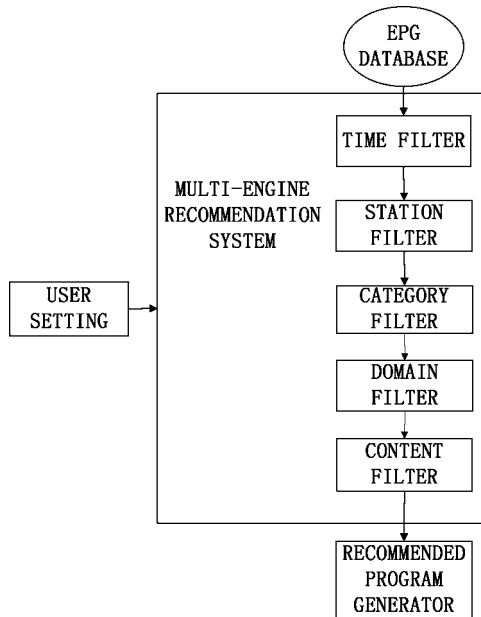 EPG
DATABASE
TIME FILTER
MULTI-ENGINE
RECOMMENDATION
SYSTEM
STATION
FILTER
USER
SETTING
CATEGORY
FILTER
DOMAIN
FILTER
CONTENT
FILTER
RECOMMENDED
PROGRAM
GENERATOR